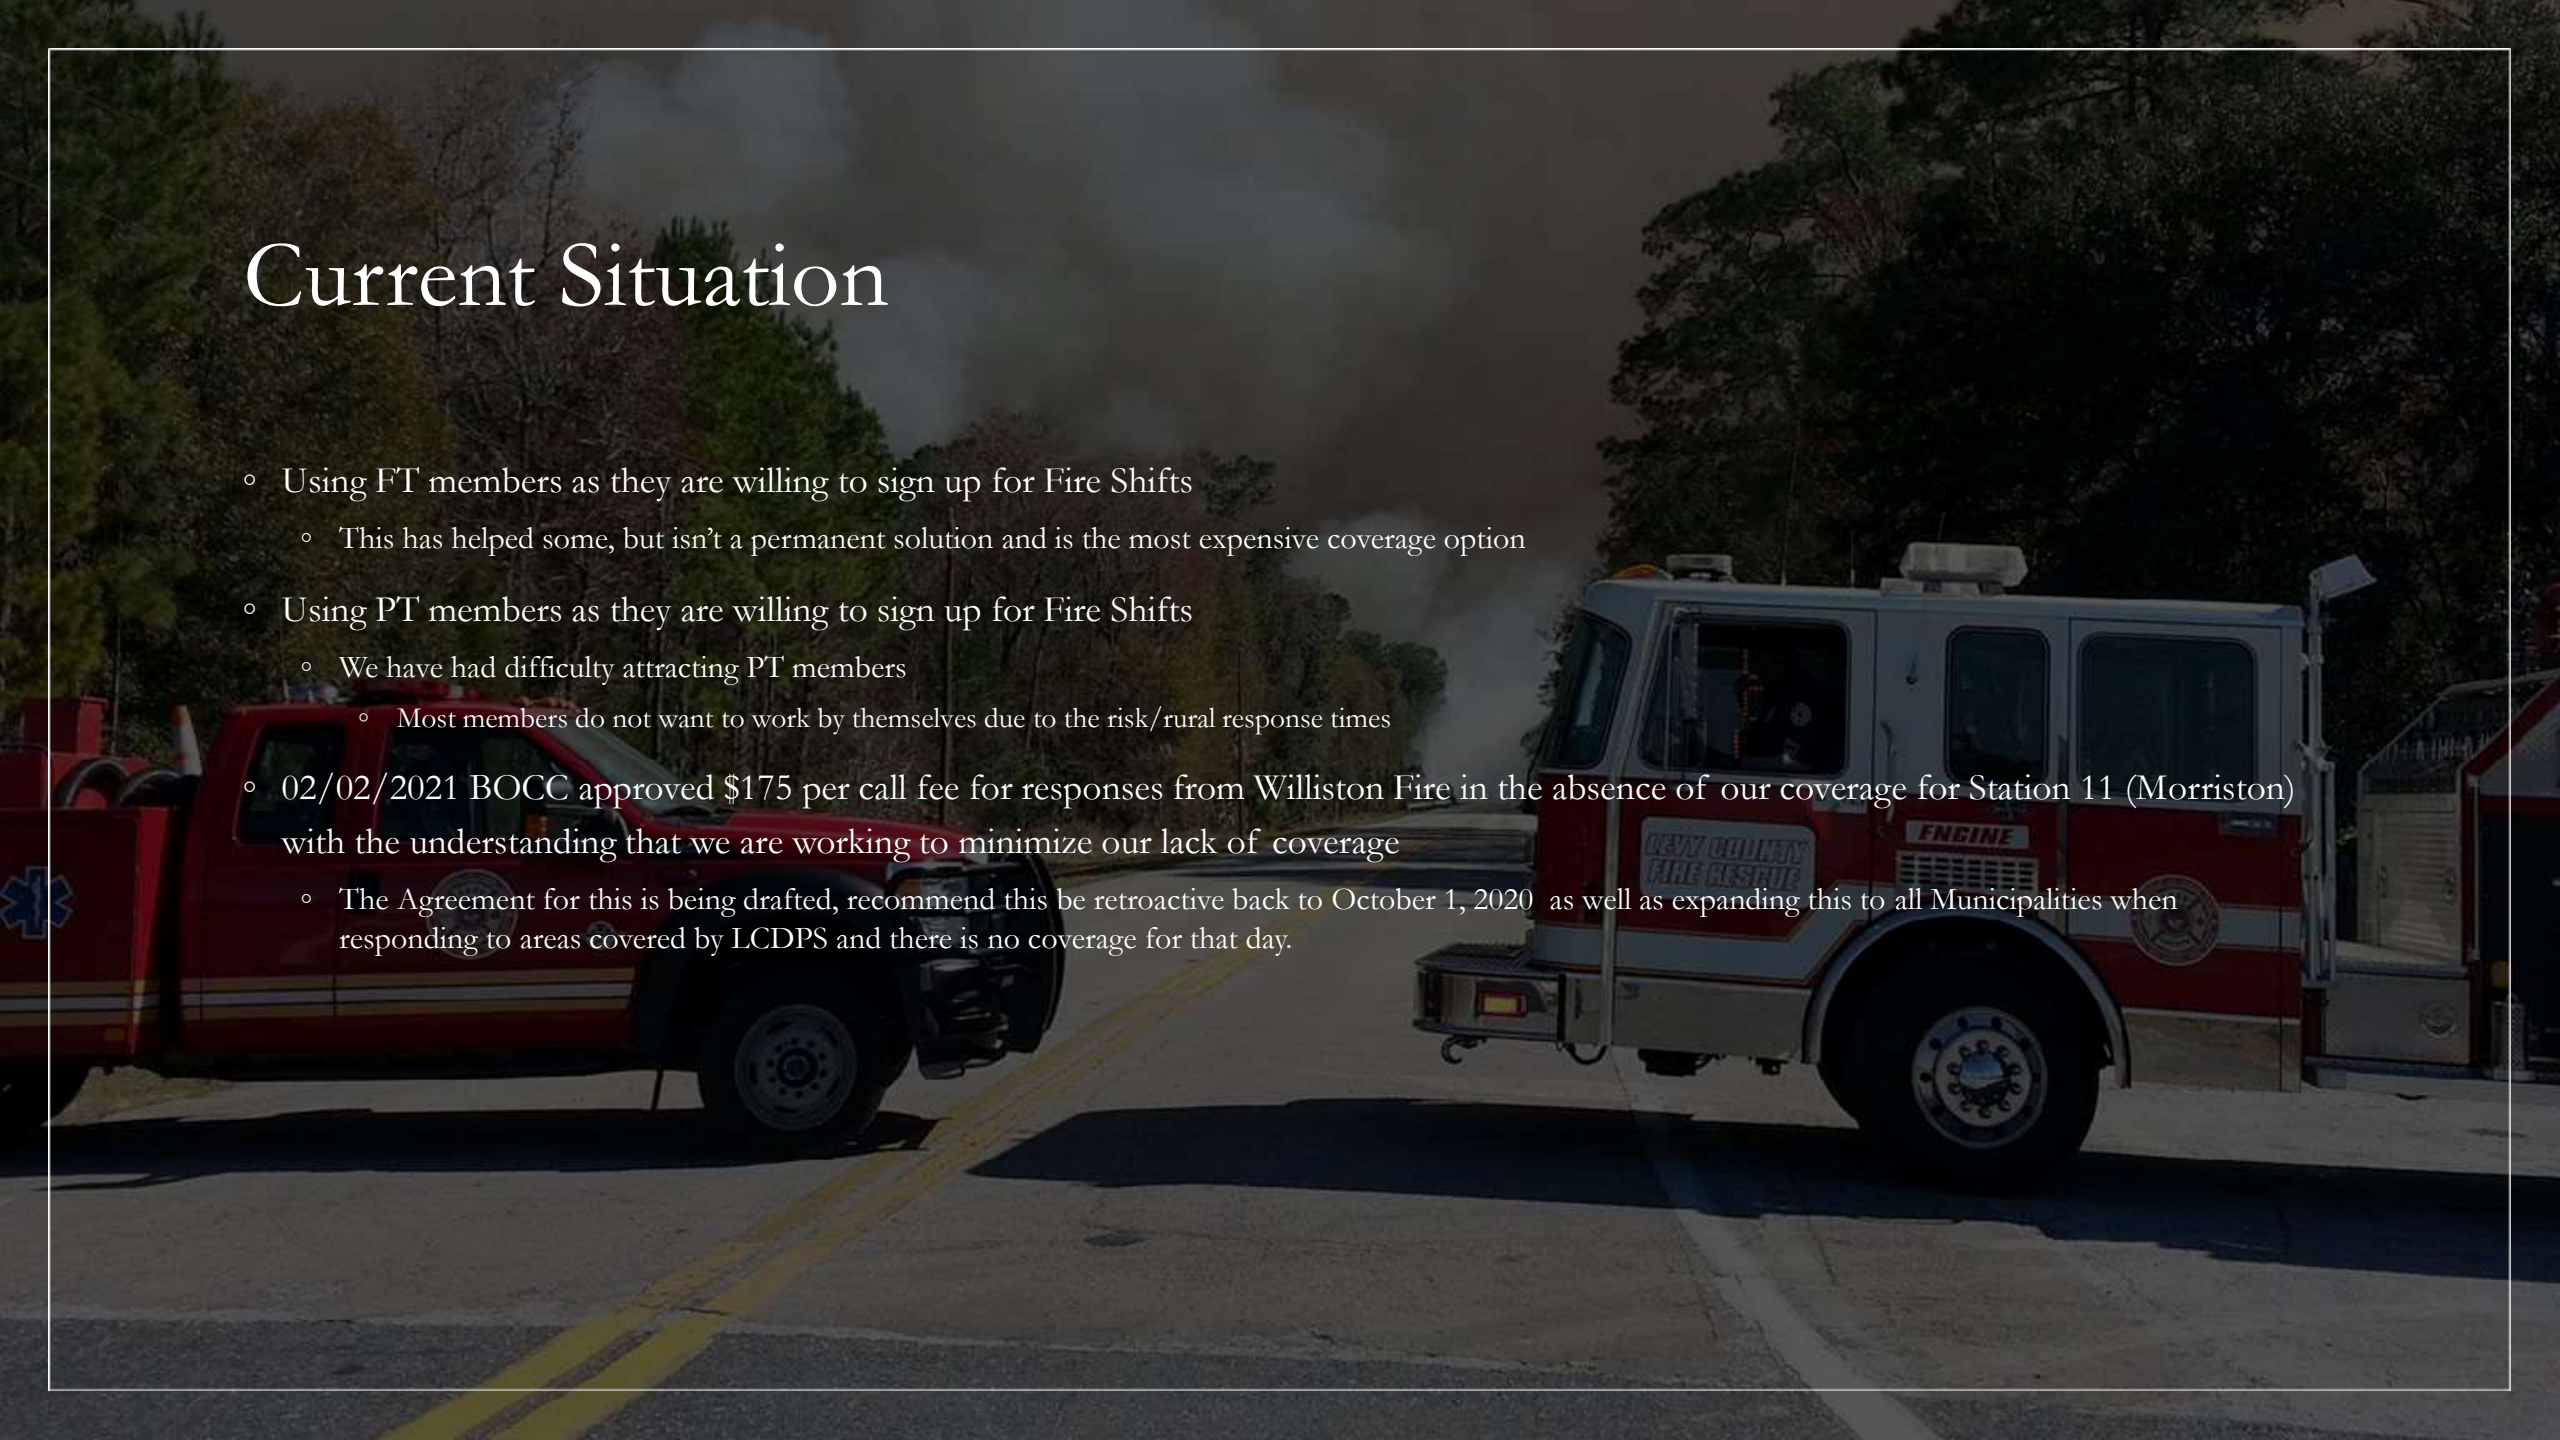 Current Situation
◦ Using FT members as they are willing to sign up for Fire Shifts
◦ This has helped some, but isn’t a permanent solution and is the most expensive coverage option
◦ Using PT members as they are willing to sign up for Fire Shifts
◦ We have had difficulty attracting PT members
◦ Most members do not want to work by themselves due to the risk/rural response times
◦ 02/02/2021 BOCC approved $175 per call fee for responses from Williston Fire in the absence of our coverage for Station 11 (Morriston)
with the understanding that we are working to minimize our lack of coverage
◦ The Agreement for this is being drafted, recommend this be retroactive back to October 1, 2020 as well as expanding this to all Municipalities when
responding to areas covered by LCDPS and there is no coverage for that day.
ENGINE
LEVY COUNTY
FIRE RESCUE